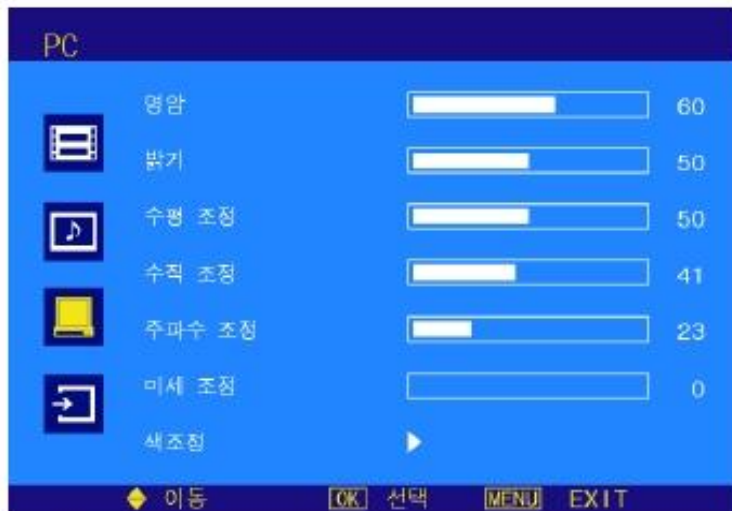 PC
명암 60
밝기 50
수평 조정 50
수직 조정 41
주파수 조정 23
미세 조정 0
색조정
이동 OK 선택 MENU EXIT